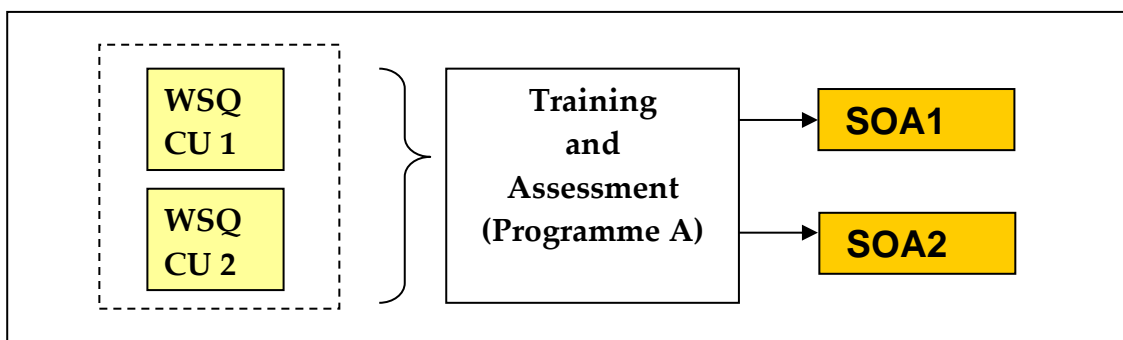 WSQ
CU 1
WSQ
CU 2
Training
and
Assessment
(Programme A)
SOA1
SOA2